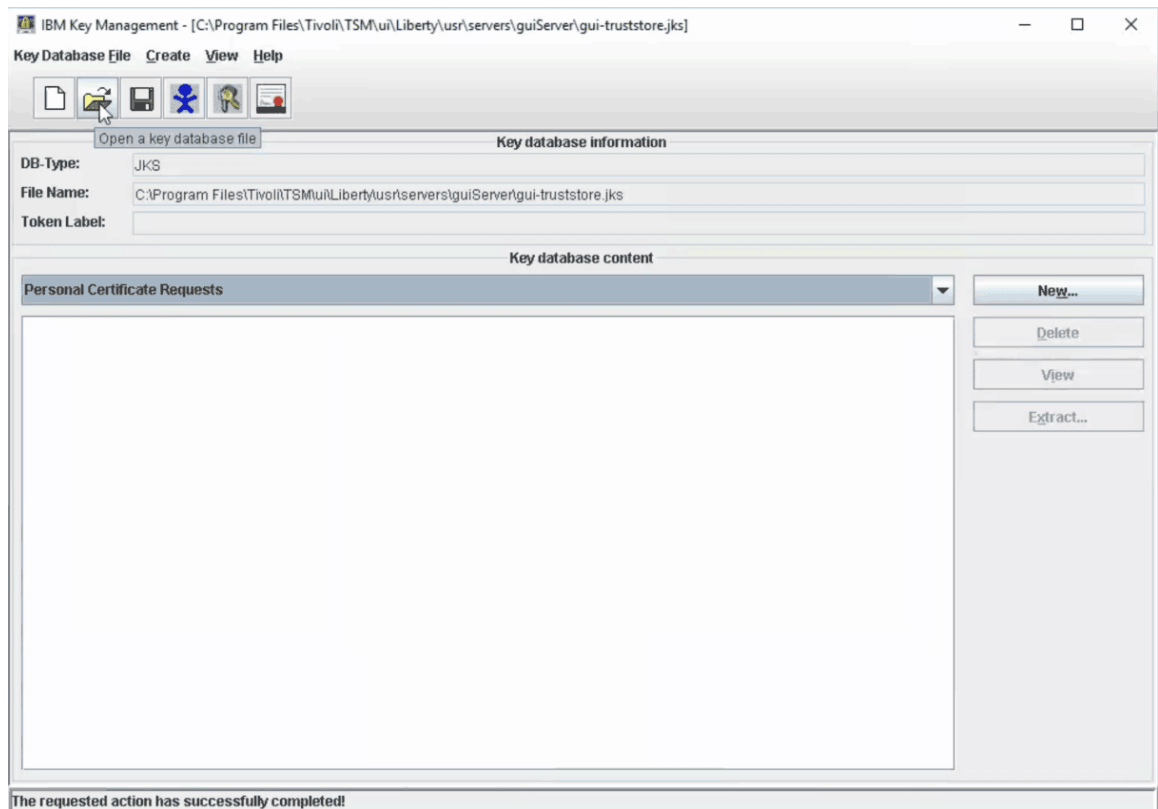 IBM Key Management - [C:\Program Files\Tivoli\TSM\ui\Liberty\usr\servers\guiServer\gui-truststore.jks]
Key Database File Create View Help
Open a key database file
Key database information
DB-Type: JKS
File Name: C:\Program Files\Tivoli\TSM\ui\Liberty\usr\servers\guiServer\gui-truststore.jks
Token Label:
Key database content
Personal Certificate Requests
New...
Delete
View
Extract...
The requested action has successfully completed!